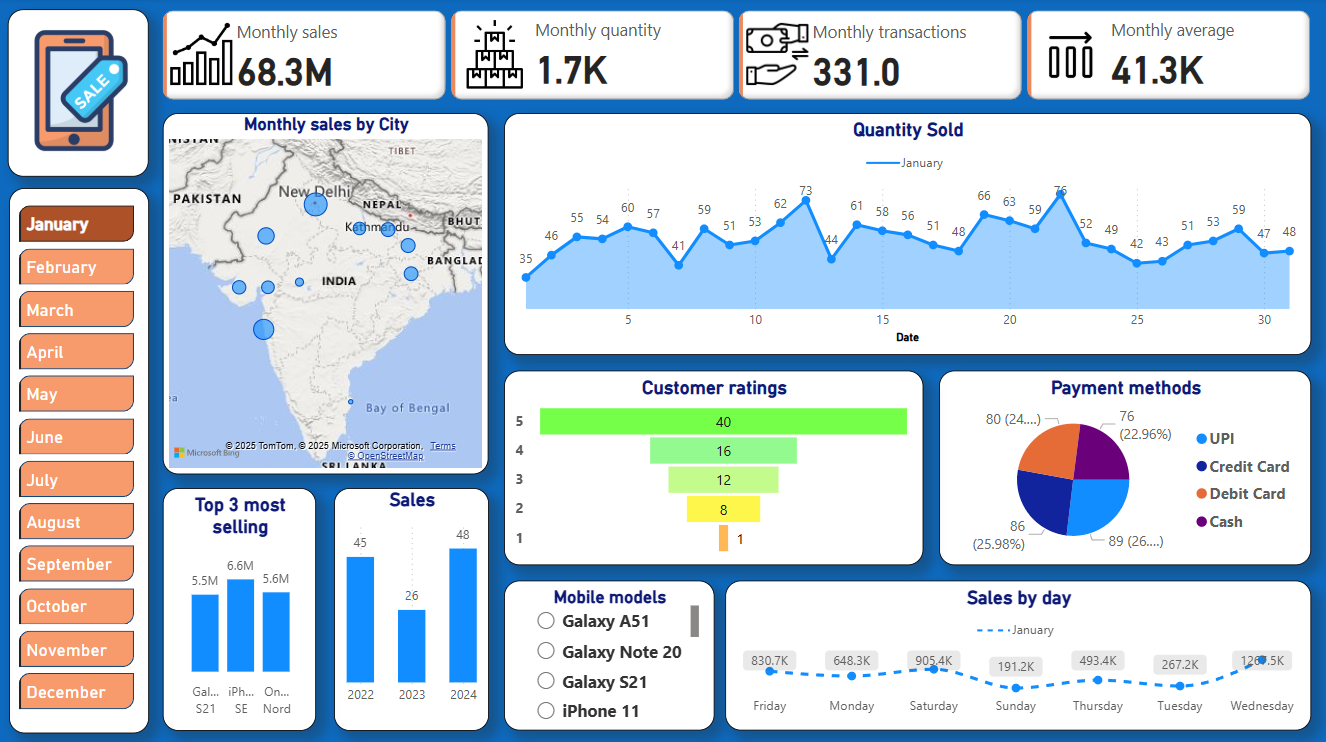 SALE
Monthly sales
68.3M
Monthly quantity
1.7K
Monthly transactions
331.0
Monthly average
41.3K
January
February
March
April
May
June
July
August
September
October
November
December
Monthly sales by City
TIBET
PAKISTAN
New Delhi
NEPAL
Kathmandu
BHUT
BANGLAD
INDIA
Bay of Bengal
© 2025 TomTom, © 2025 Microsoft Corporation, Terms
© OpenStreetMap
Microsoft Bing
SRI LANKA
Quantity Sold
January
35 46 55 54 60 57 41 59 51 53 62 73 44 61 58 56 51 48 66 63 59 76 52 49 42 43 51 53 59 47 48
5 10 15 20 25 30
Date
Customer ratings
5 40
4 16
3 12
2 8
1 1
Payment methods
80 (24....)
76
(22.96%)
86
(25.98%)
89 (26....)
UPI
Credit Card
Debit Card
Cash
Top 3 most
selling
5.5M 6.6M 5.6M
Gal... iPh... On...
S21 SE Nord
Sales
45 26 48
2022 2023 2024
Mobile models
Galaxy A51
Galaxy Note 20
Galaxy S21
iPhone 11
Sales by day
January
830.7K 648.3K 905.4K 191.2K 493.4K 267.2K
Friday Monday Saturday Sunday Thursday Tuesday Wednesday